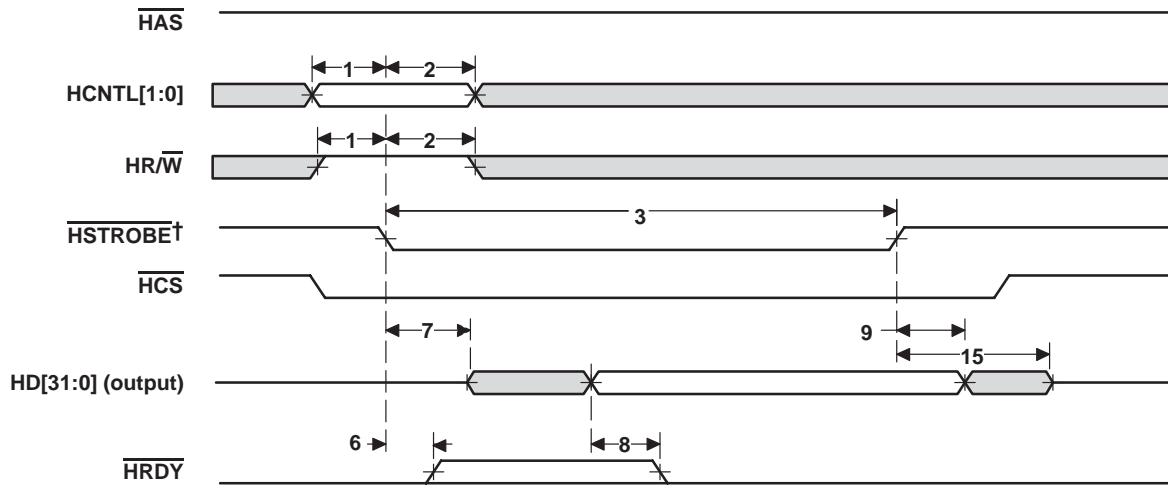 HAS
1 2
HCNTL[1:0]
1 2
HR/W
3
HSTROBE†
HCS
7 9
15
HD[31:0] (output)
6 8
HRDY